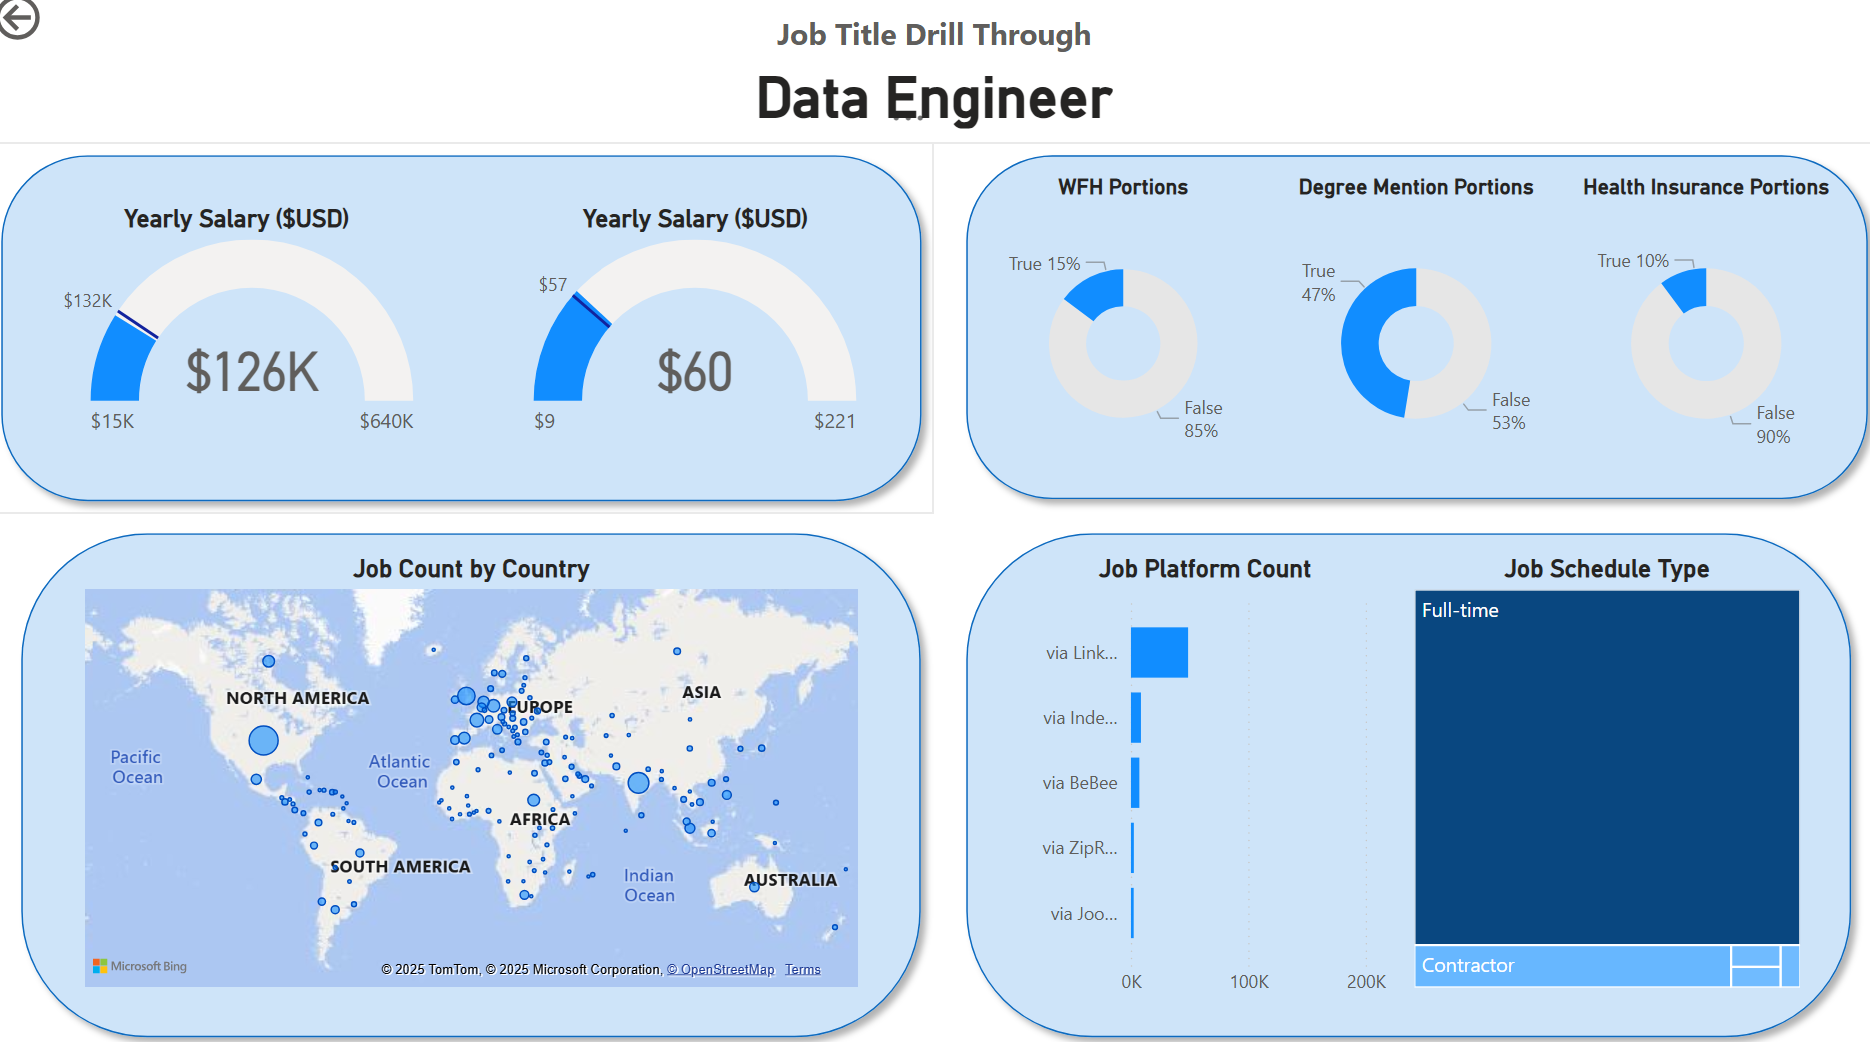 Job Title Drill Through
Data Engineer
Yearly Salary ($USD)
$132K
$126K
$15K
$640K
Yearly Salary ($USD)
$57
$60
$9
$221
WFH Portions
True 15%
False
85%
Degree Mention Portions
True
47%
False
53%
Health Insurance Portions
True 10%
False
90%
Job Count by Country
NORTH AMERICA
EUROPE
ASIA
Pacific
Ocean
Atlantic
Ocean
AFRICA
SOUTH AMERICA
Indian
Ocean
AUSTRALIA
Microsoft Bing
© 2025 TomTom, © 2025 Microsoft Corporation, © OpenStreetMap Terms
Job Platform Count
via Link...
via Inde...
via BeBee
via ZipR...
via Joo...
0K
100K
200K
Job Schedule Type
Full-time
Contractor